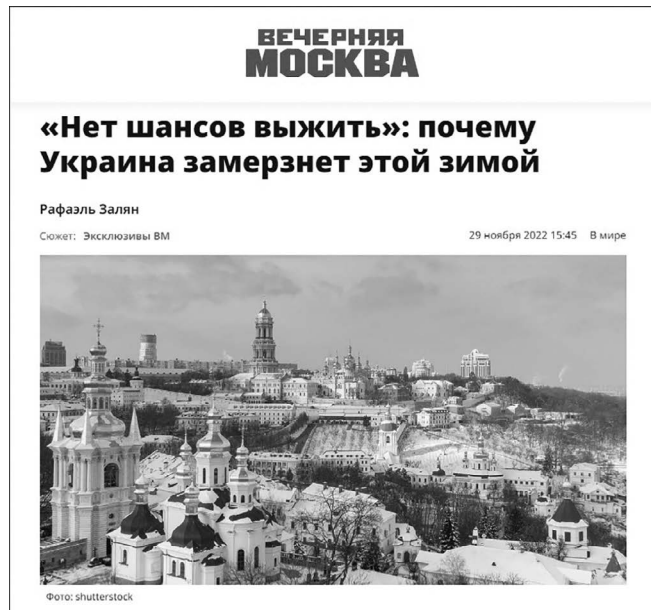 ВЕЧЕРНЯЯ
МОСКВА
«Нет шансов выжить»: почему
Украина замерзнет этой зимой
Рафаэль Залян
Сюжет: Эксклюзивы ВМ 29 ноября 2022 15:45 В мире
Фото: shutterstock